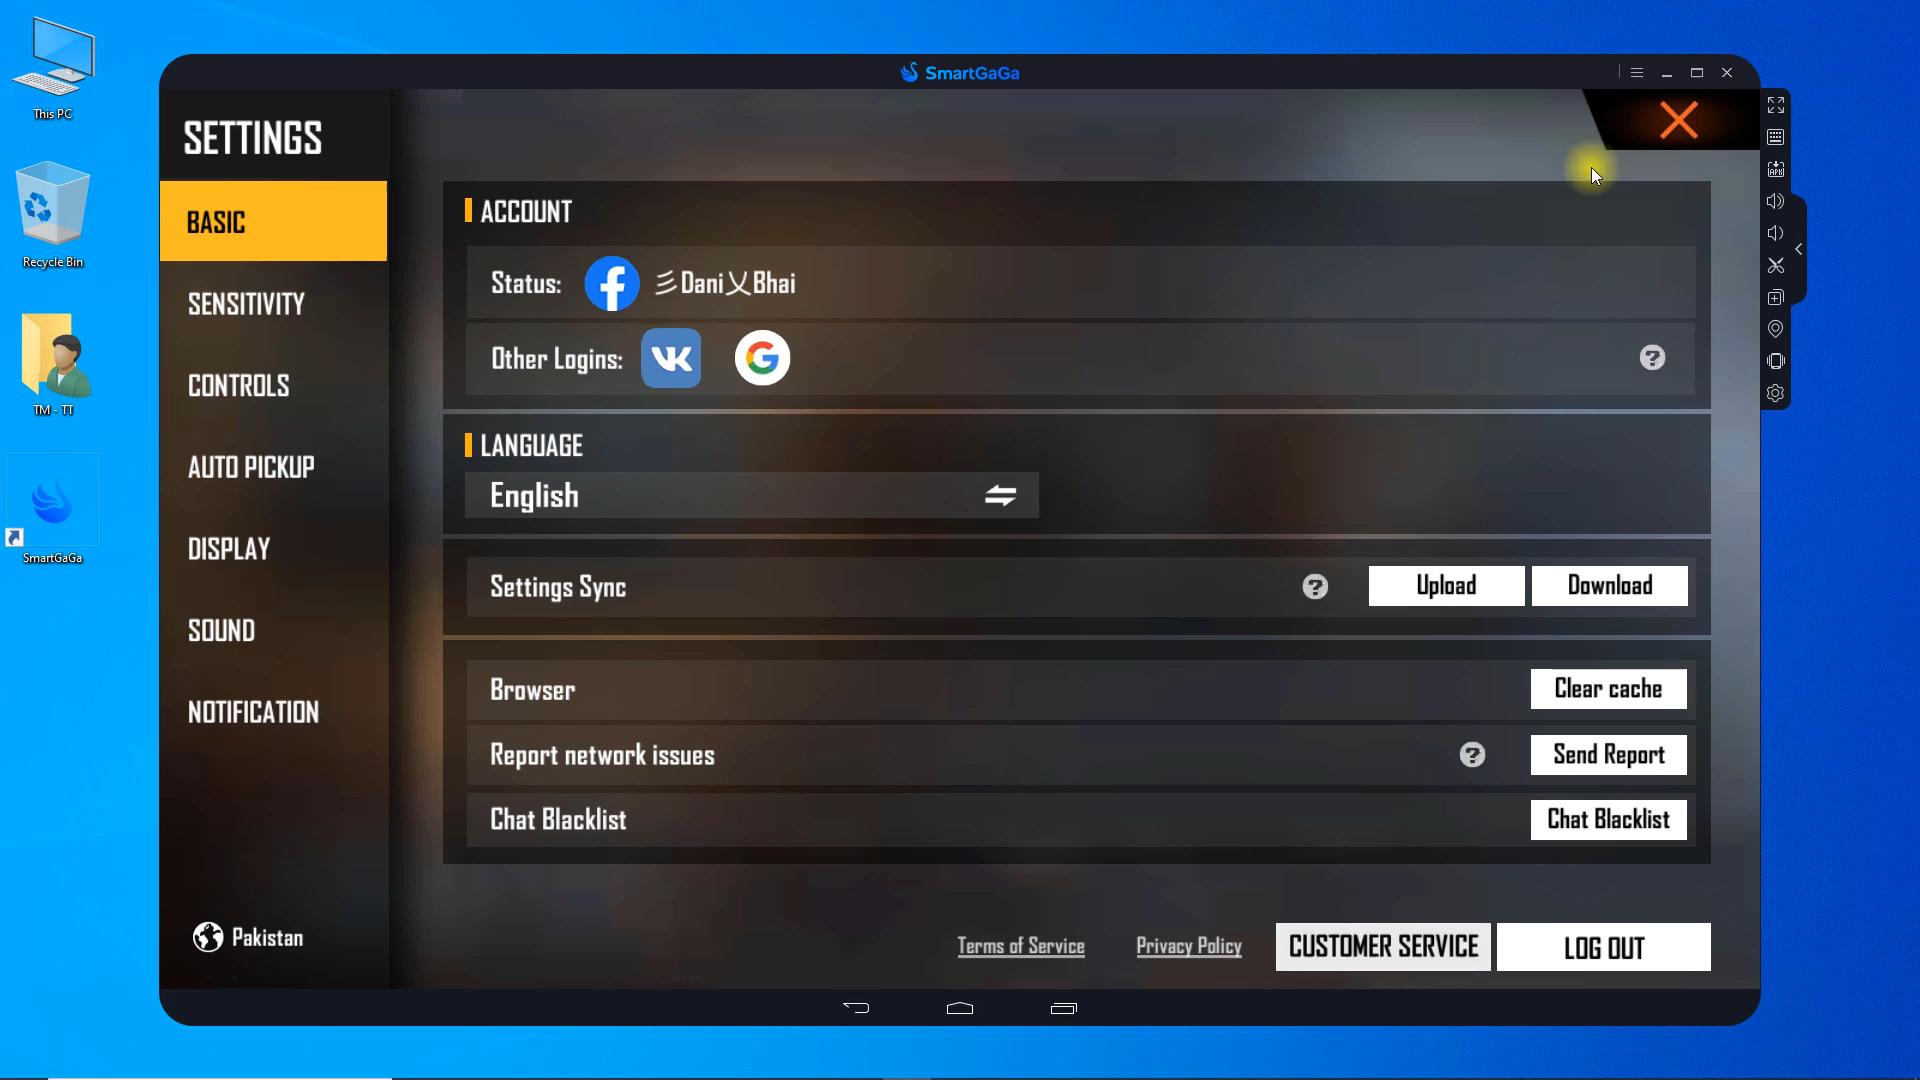 This PC
Recycle Bin
TM - TT
SmartGaGa
SmartGaGa
SETTINGS
BASIC
SENSITIVITY
CONTROLS
AUTO PICKUP
DISPLAY
SOUND
NOTIFICATION
Pakistan
ACCOUNT
Status: 彡Dani乂Bhai
Other Logins:
?
LANGUAGE
English
Settings Sync ? Upload Download
Browser Clear cache
Report network issues ? Send Report
Chat Blacklist Chat Blacklist
Terms of Service Privacy Policy CUSTOMER SERVICE LOG OUT
APK